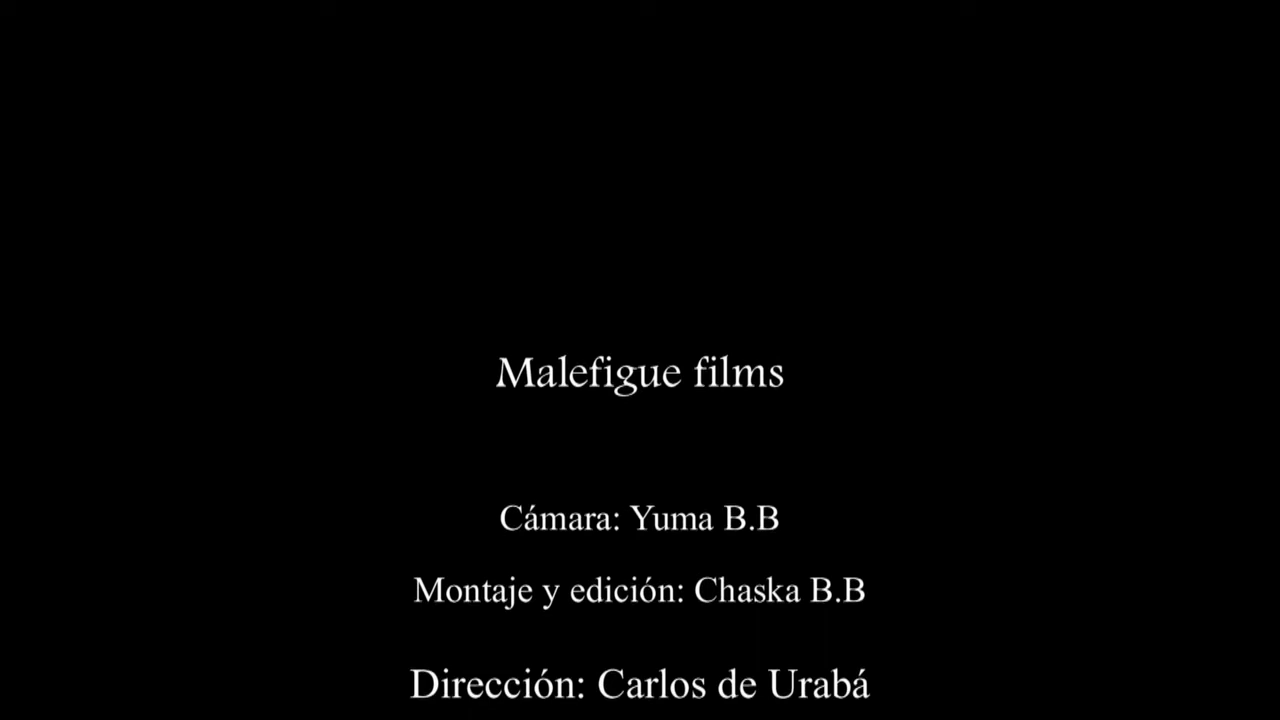 Malefigue films
Cámara: Yuma B.B
Montaje y edición: Chaska B.B
Dirección: Carlos de Urabá